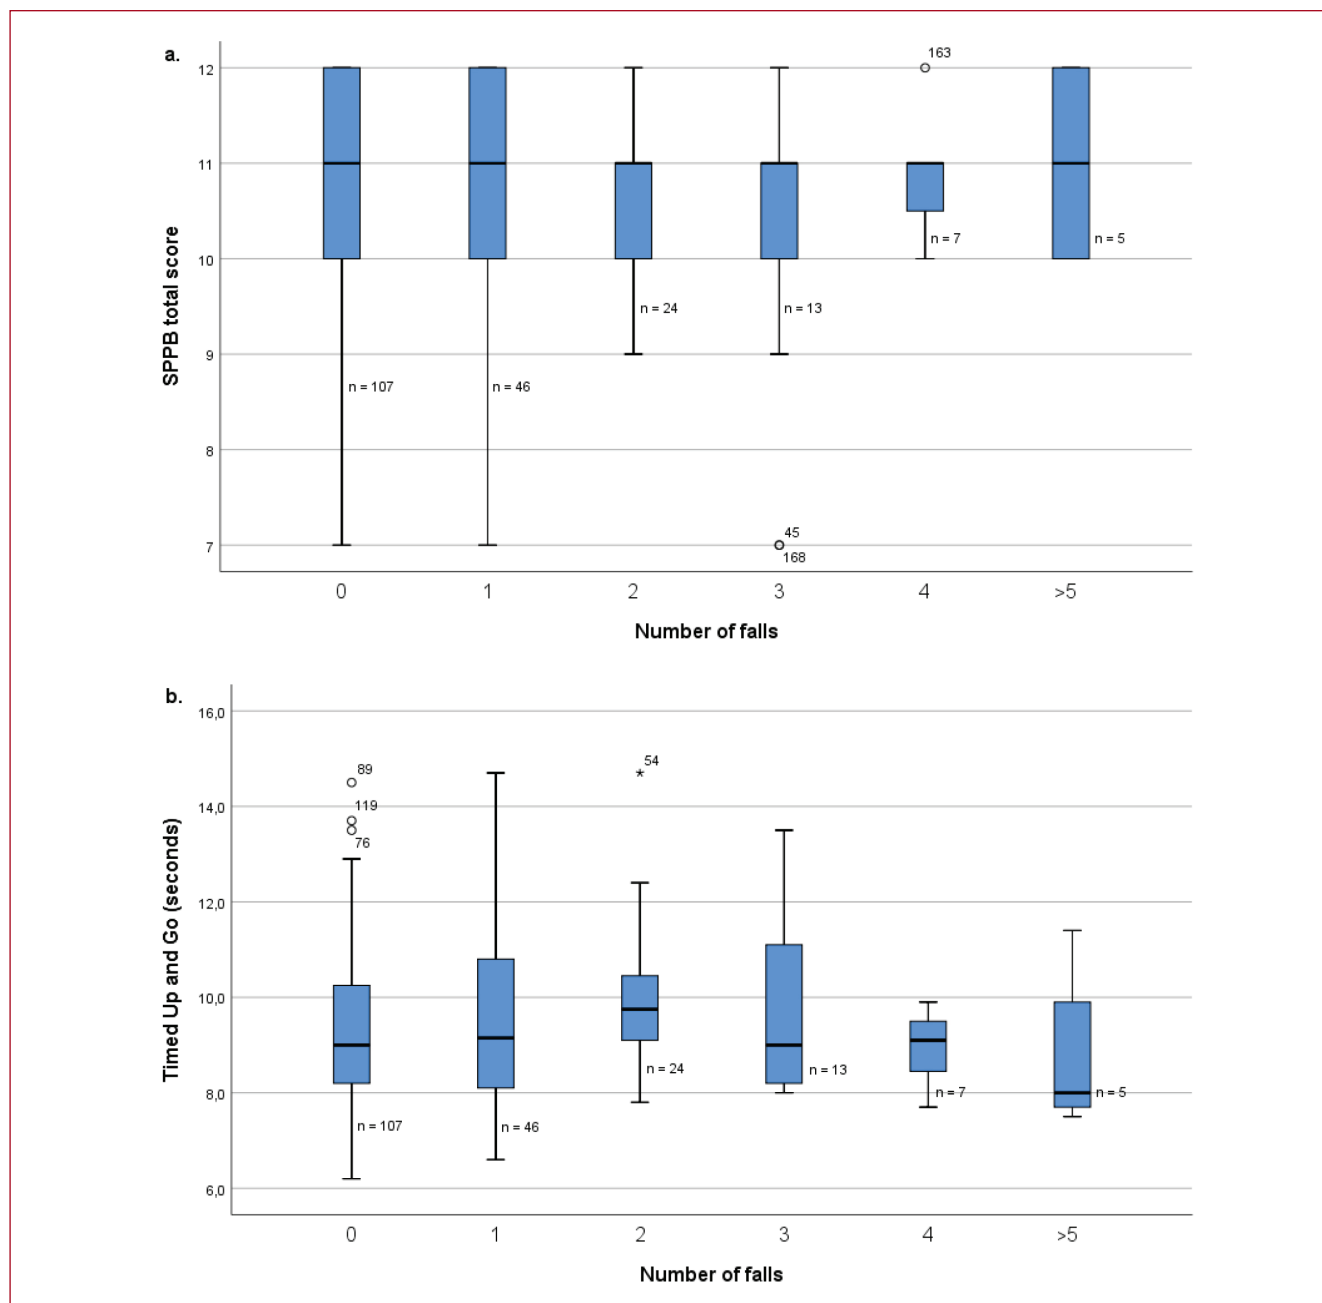 a.
163
12
11
10
9
8
7
SPPB total score
n = 107
n = 46
n = 24
n = 13
n = 7
n = 5
45
168
0
1
2
3
4
>5
Number of falls
b.
16,0
14,0
12,0
10,0
8,0
6,0
Timed Up and Go (seconds)
89
119
76
54
n = 107
n = 46
n = 24
n = 13
n = 7
n = 5
0
1
2
3
4
>5
Number of falls